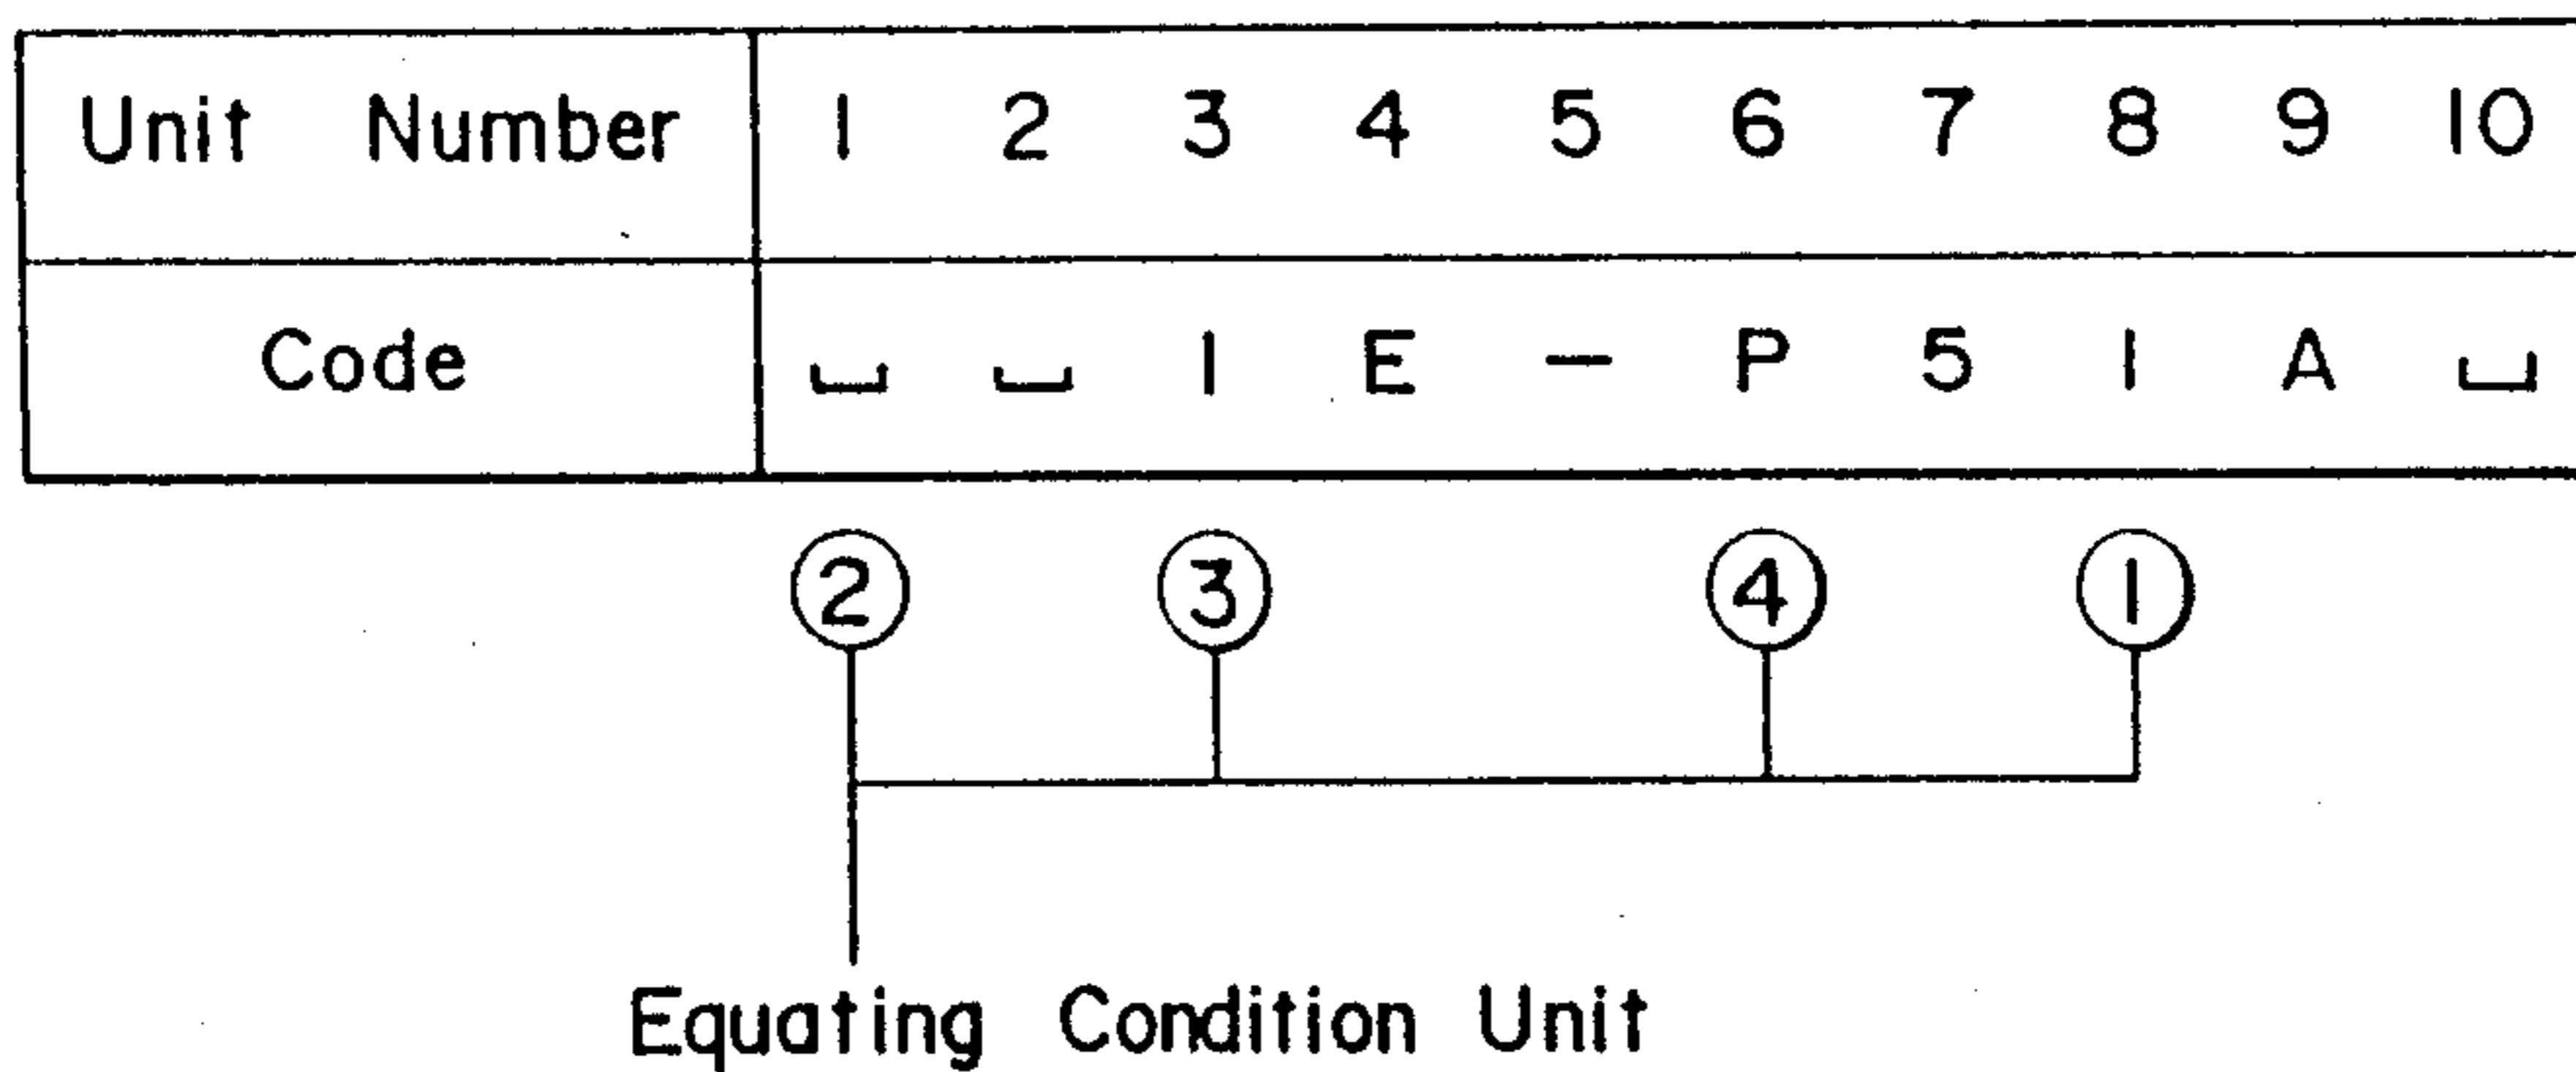 Unit Number 1 2 3 4 5 6 7 8 9 10
Code ␣ ␣ 1 E - P 5 1 A ␣
② ③ ④ ①
Equating Condition Unit